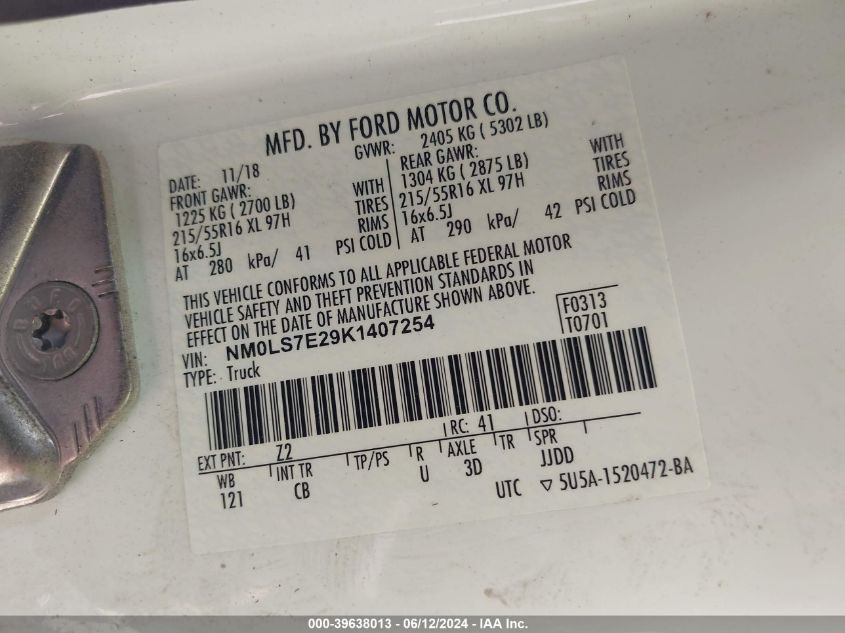 MFD. BY FORD MOTOR CO.
DATE: 11/18 GVWR: 2405 KG ( 5302 LB)
FRONT GAWR: REAR GAWR:
1225 KG ( 2700 LB) WITH 1304 KG ( 2875 LB) WITH
215/55R16 XL 97H TIRES 215/55R16 XL 97H TIRES
16x6.5J RIMS 16x6.5J RIMS
AT 280 kPa/ 41 PSI COLD AT 290 kPa/ 42 PSI COLD
THIS VEHICLE CONFORMS TO ALL APPLICABLE FEDERAL MOTOR
VEHICLE SAFETY AND THEFT PREVENTION STANDARDS IN
EFFECT ON THE DATE OF MANUFACTURE SHOWN ABOVE.
VIN: NM0LS7E29K1407254 F0313
TYPE: Truck T0701
EXT PNT: Z2 RC: 41 DSO:
WB INT TR TP/PS R AXLE TR SPR
121 CB U 3D JJDD
UTC ▽ 5U5A-1520472-BA
000-39638013 - 06/12/2024 - IAA Inc.